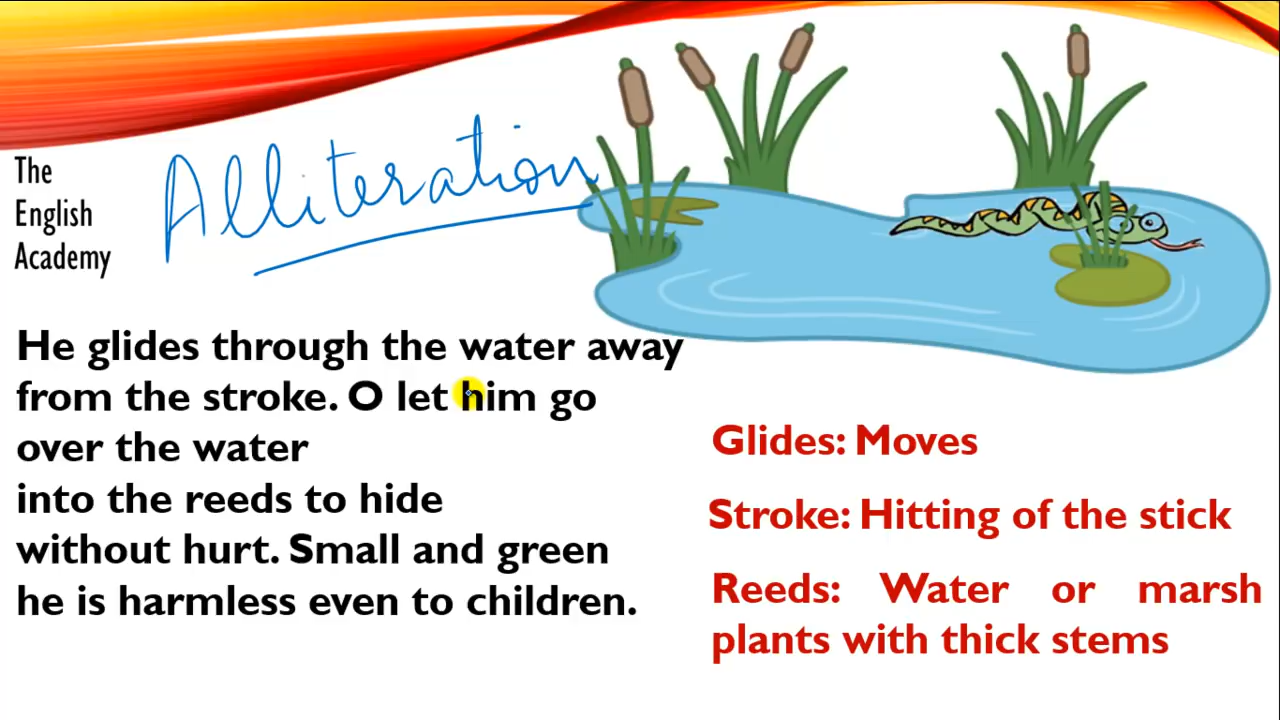 The
English
Academy
Alliteration
He glides through the water away
from the stroke. O let him go
over the water
into the reeds to hide
without hurt. Small and green
he is harmless even to children.
Glides: Moves
Stroke: Hitting of the stick
Reeds: Water or marsh
plants with thick stems